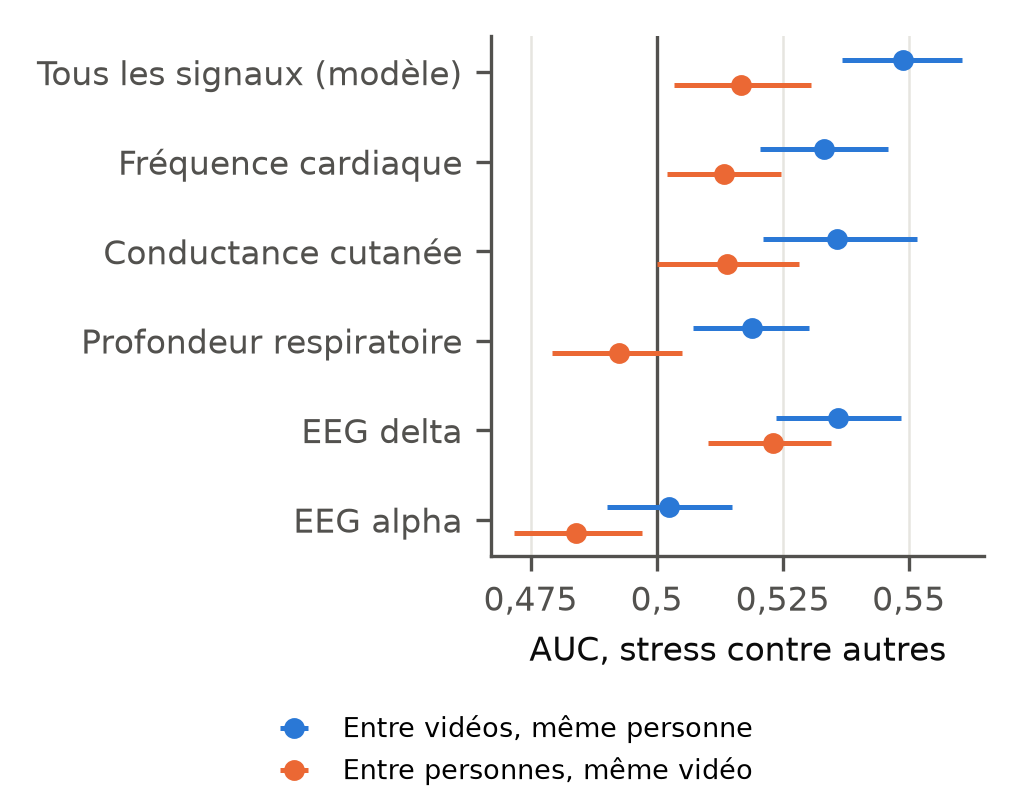 Tous les signaux (modèle)
Fréquence cardiaque
Conductance cutanée
Profondeur respiratoire
EEG delta
EEG alpha
0,475 0,5 0,525 0,55
AUC, stress contre autres
Entre vidéos, même personne
Entre personnes, même vidéo